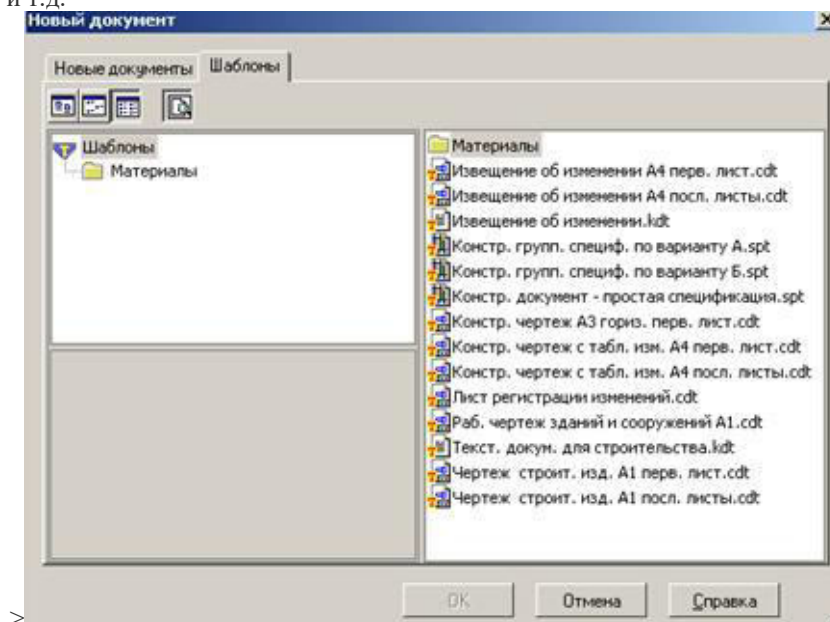 и т.д.
Новый документ
Новые документы Шаблоны
Шаблоны
Материалы
Материалы
Извещение об изменении А4 перв. лист.cdt
Извещение об изменении А4 посл. листы.cdt
Извещение об изменении.kdt
Констр. групп. специф. по варианту А.spt
Констр. групп. специф. по варианту Б.spt
Констр. документ - простая спецификация.spt
Констр. чертеж А3 гориз. перв. лист.cdt
Констр. чертеж с табл. изм. А4 перв. лист.cdt
Констр. чертеж с табл. изм. А4 посл. листы.cdt
Лист регистрации изменений.cdt
Раб. чертеж зданий и сооружений А1.cdt
Текст. докум. для строительства.kdt
Чертеж строит. изд. А1 перв. лист.cdt
Чертеж строит. изд. А1 посл. листы.cdt
OK Отмена Справка
>